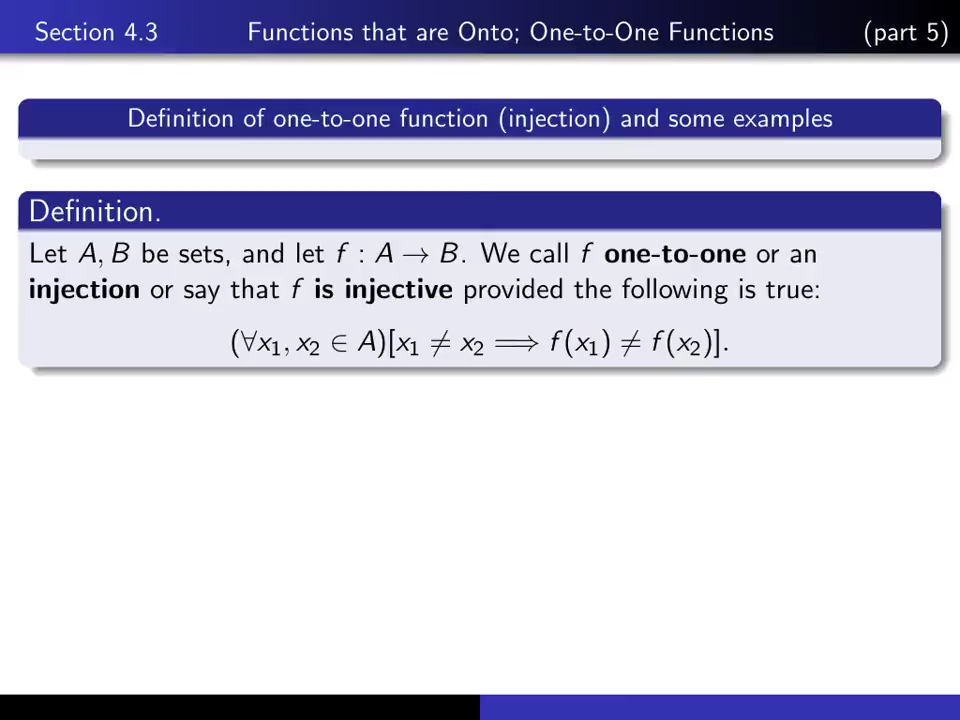 Section 4.3 Functions that are Onto; One-to-One Functions (part 5)
Definition of one-to-one function (injection) and some examples
Definition.
Let A, B be sets, and let f : A → B. We call f one-to-one or an
injection or say that f is injective provided the following is true:
(∀x₁, x₂ ∈ A)[x₁ ≠ x₂ ⟹ f(x₁) ≠ f(x₂)].